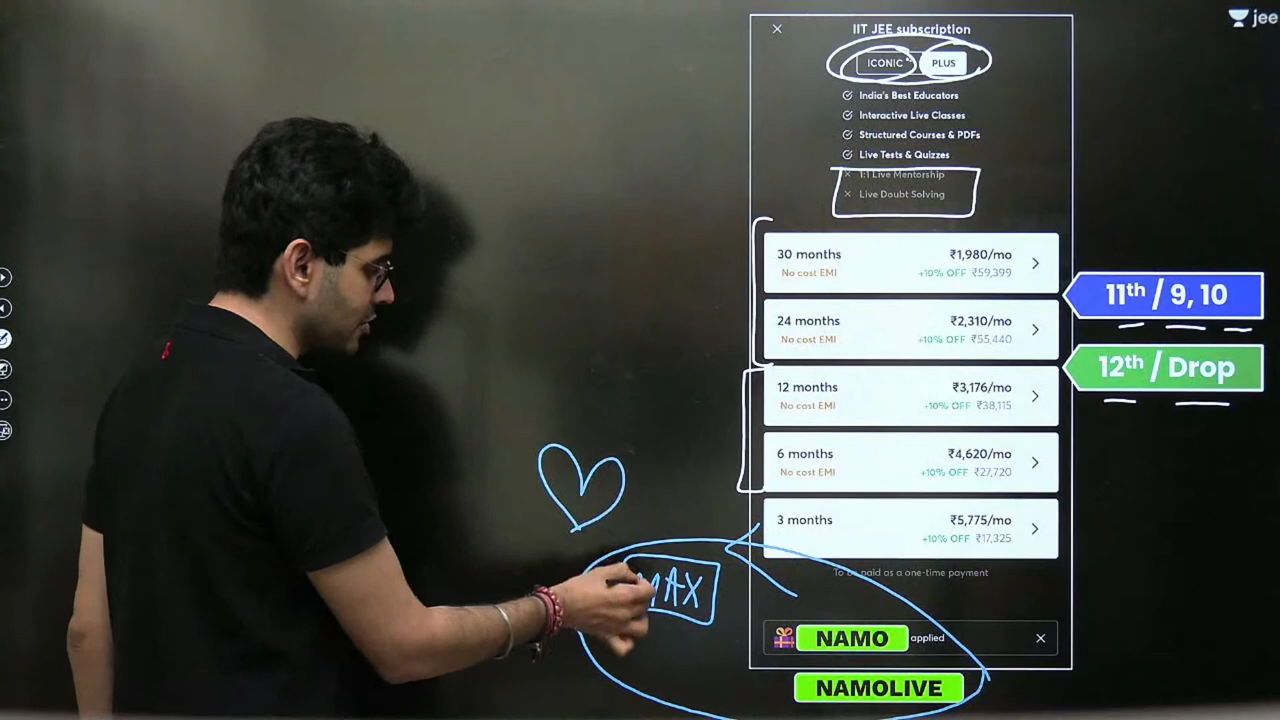 jee
IIT JEE subscription
ICONIC PLUS
India's Best Educators
Interactive Live Classes
Structured Courses & PDFs
Live Tests & Quizzes
1:1 Live Mentorship
Live Doubt Solving
30 months ₹1,980/mo
No cost EMI +10% OFF ₹59,399
11th / 9, 10
24 months ₹2,310/mo
No cost EMI +10% OFF ₹55,440
12th / Drop
12 months ₹3,176/mo
No cost EMI +10% OFF ₹38,115
6 months ₹4,620/mo
No cost EMI +10% OFF ₹27,720
3 months ₹5,775/mo
+10% OFF ₹17,325
To be paid as a one-time payment
MAX
NAMO applied
NAMOLIVE